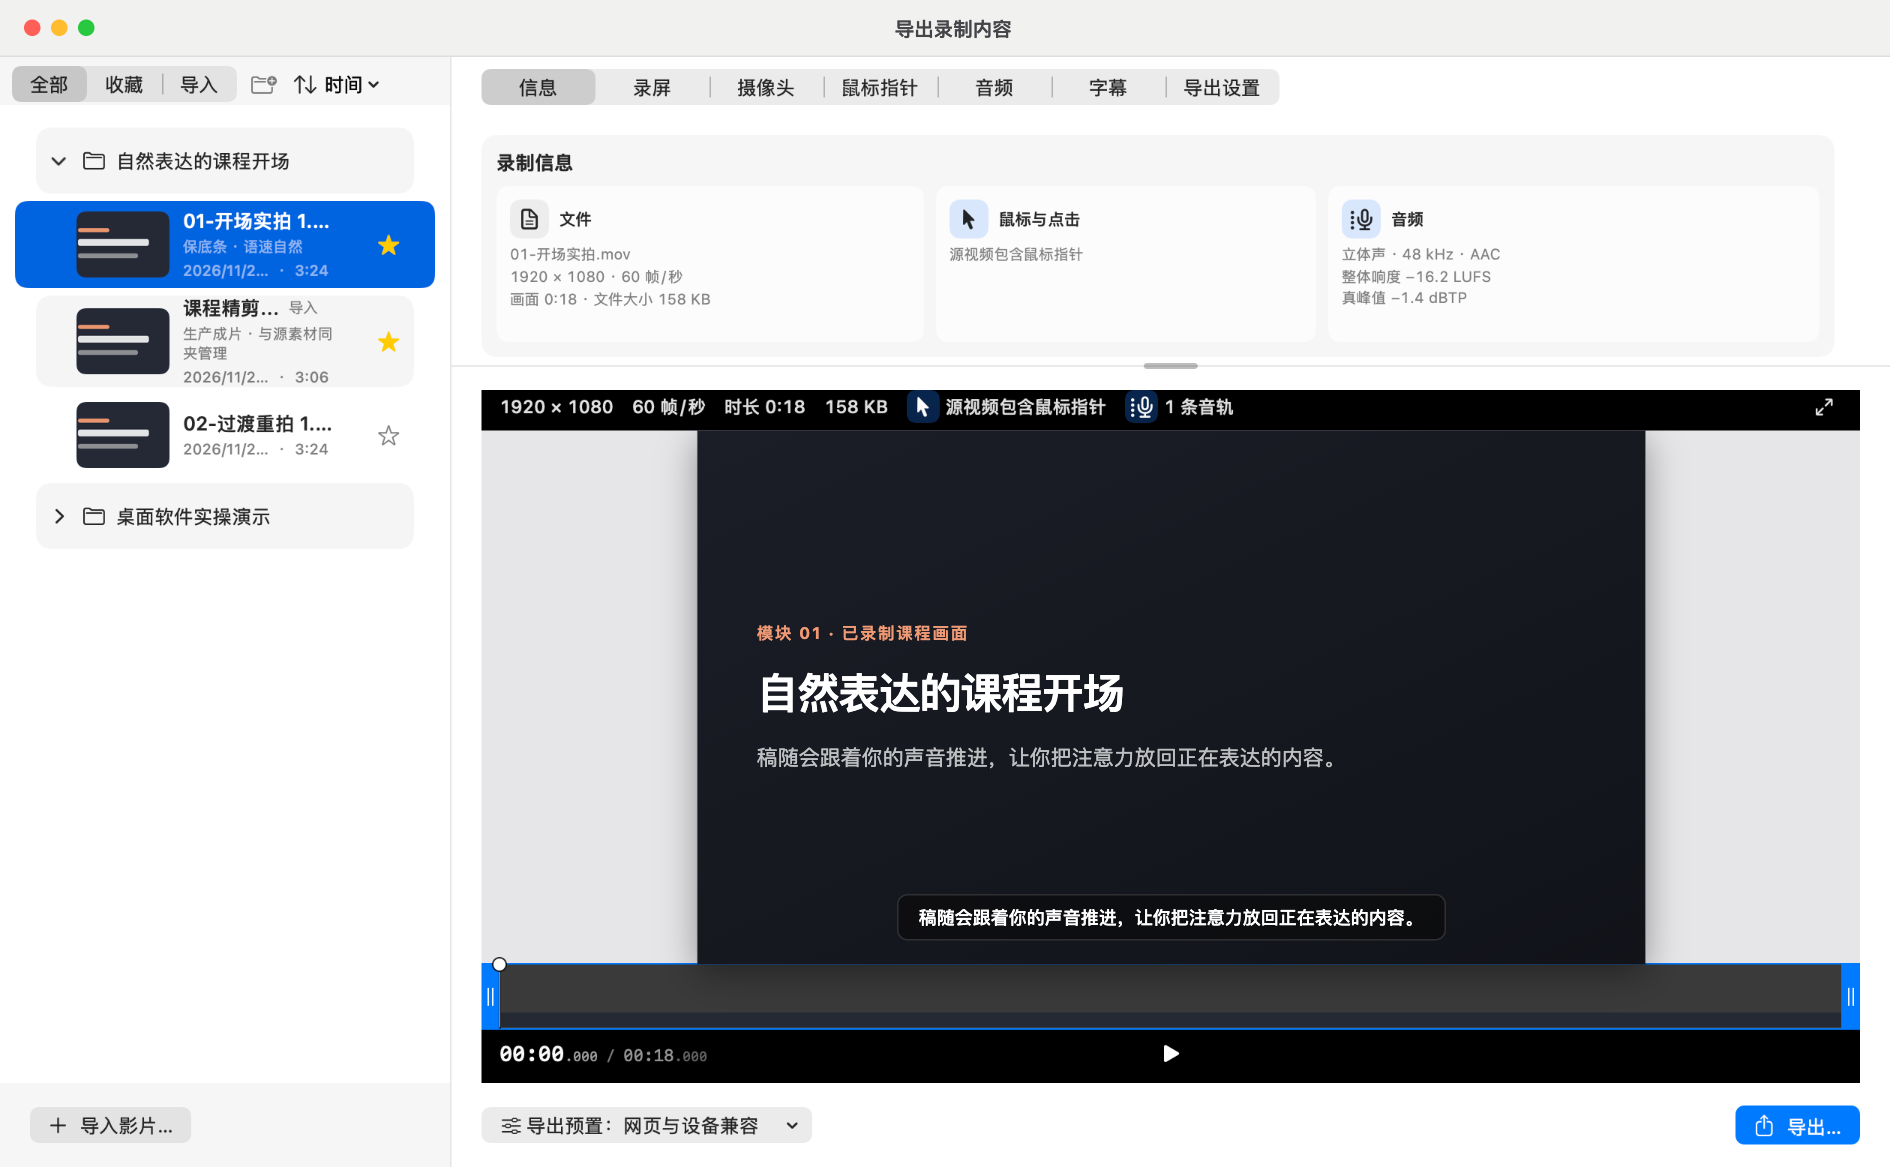 导出录制内容
全部 收藏 导入 时间
自然表达的课程开场
01-开场实拍 1....
保底条 · 语速自然
2026/11/2... · 3:24
课程精剪... 导入
生产成片 · 与源素材同
夹管理
2026/11/2... · 3:06
02-过渡重拍 1....
2026/11/2... · 3:24
桌面软件实操演示
导入影片...
信息 录屏 摄像头 鼠标指针 音频 字幕 导出设置
录制信息
文件
01-开场实拍.mov
1920 × 1080 · 60 帧/秒
画面 0:18 · 文件大小 158 KB
鼠标与点击
源视频包含鼠标指针
音频
立体声 · 48 kHz · AAC
整体响度 −16.2 LUFS
真峰值 −1.4 dBTP
1920 × 1080 60 帧/秒 时长 0:18 158 KB 源视频包含鼠标指针 1 条音轨
模块 01 · 已录制课程画面
自然表达的课程开场
稿随会跟着你的声音推进，让你把注意力放回正在表达的内容。
稿随会跟着你的声音推进，让你把注意力放回正在表达的内容。
00:00.000 / 00:18.000
导出预置：网页与设备兼容
导出...